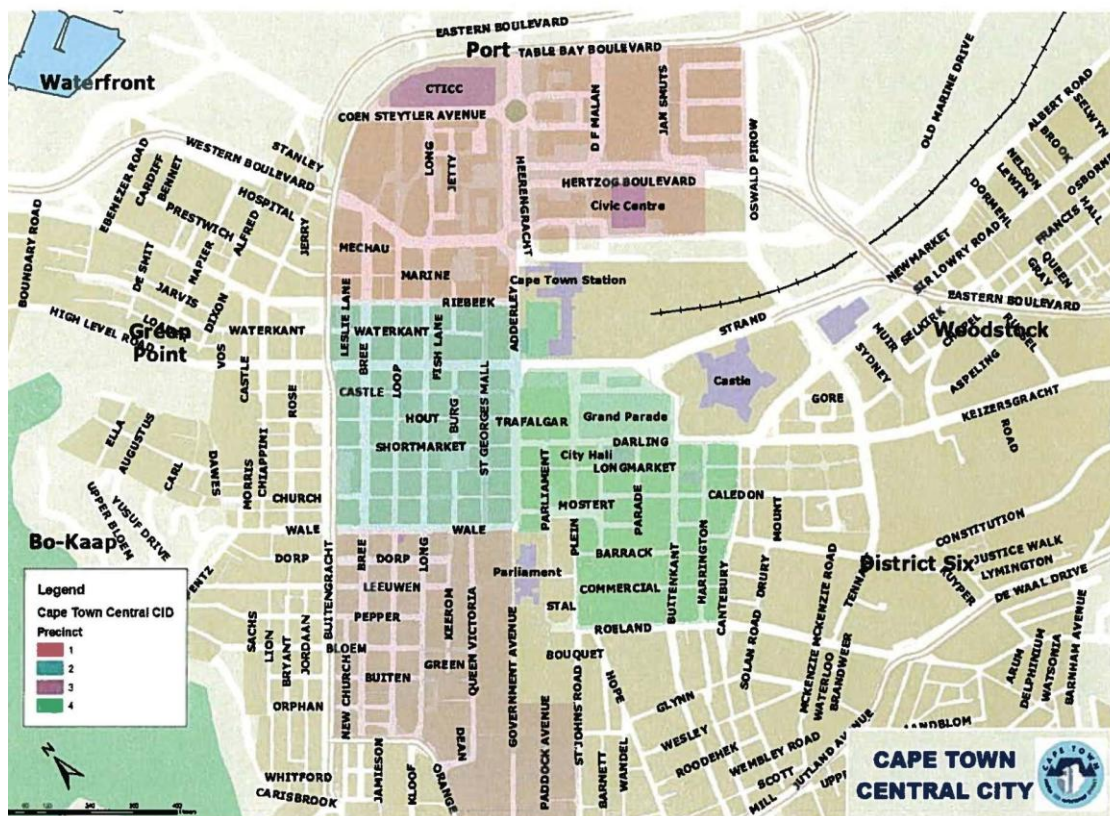 EASTERN BOULEVARD
Port
TABLE BAY BOULEVARD
Waterfront
CTICC
COEN STEYTLER AVENUE
D F MALAN
JAN SMUTS
OLD MARINE DRIVE
ALBERT ROAD
SELWYN
BROOK
NELSON
LEWIN
OSBORNE
DORMEHL
HALL
FRANCIS
QUEEN
GRAY
STANLEY
WESTERN BOULEVARD
EBENEZER ROAD
CARDIFF
BENNET
PRESTWICH
HOSPITAL
ALFRED
NAPIER
JERRY
BOUNDARY ROAD
DE SMIT
JARVIS
DIXON
HIGH LEVEL ROAD
Green
Point
LONG
JETTY
HEERENGRACHT
HERTZOG BOULEVARD
Civic Centre
OSWALD PIROW
MECHAU
MARINE
RIEBEEK
Cape Town Station
ADDERLEY
NEWMARKET
SIR LOWRY ROAD
EASTERN BOULEVARD
STRAND
MUIR
SELKIRK
CHAPEL
RUSSEL
Woodstock
SYDNEY
ASPELING
KEIZERSGRACHT
ROAD
WATERKANT
VOS
CASTLE
ROSE
LESLIE LANE
WATERKANT
BREE
LOOP
FISH LANE
CASTLE
HOUT
BURG
ST GEORGES MALL
SHORTMARKET
TRAFALGAR
Grand Parade
Castle
GORE
DARLING
City Hall
LONGMARKET
ELLA
AUGUSTUS
CARL
DAWES
MORRIS
CHIAPPINI
CHURCH
UPPER BLOEM
YUSUF DRIVE
Bo-Kaap
WALE
WALE
PARLIAMENT
MOSTERT
PLEIN
PARADE
CALEDON
MOUNT
BARRACK
BUITENKANT
HARRINGTON
COMMERCIAL
CANTEBURY
DRURY
CONSTITUTION
JUSTICE WALK
LYMINGTON
District Six
KUYPER
DE WAAL DRIVE
DORP
BUITENGRACHT
BREE
DORP
LONG
LEEUWEN
PEPPER
KEEROM
QUEEN VICTORIA
Parliament
STAL
ROELAND
BOUQUET
GOVERNMENT AVENUE
SACHS
LION
BRYANT
JORDAAN
BLOEM
NEW CHURCH
BUITEN
GREEN
ORPHAN
DEAN
WHITFORD
CARISBROOK
JAMIESON
KLOOF
ORANGE
PADDOCK AVENUE
ST JOHNS ROAD
HOPE
BARNETT
WANDEL
GLYNN
WESLEY
ROODEHEK
WEMBLEY ROAD
SCOTT
MILL
JUTLAND AVENUE
SOLAN ROAD
MCKENZIE
MCKENZIE ROAD
WATERLOO
BRANDWEER
ARUM
DELPHINIUM
WATSONIA
BARNHAM AVENUE
Legend
Cape Town Central CID
Precinct
1
2
3
4
N
CAPE TOWN
CENTRAL CITY